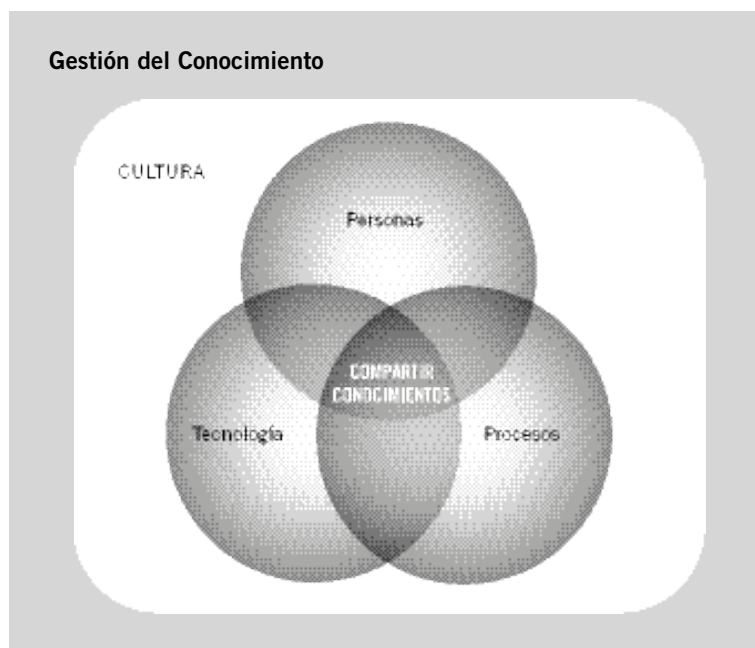 Gestión del Conocimiento
CULTURA
Personas
COMPARTIR
CONOCIMIENTOS
Tecnología
Procesos